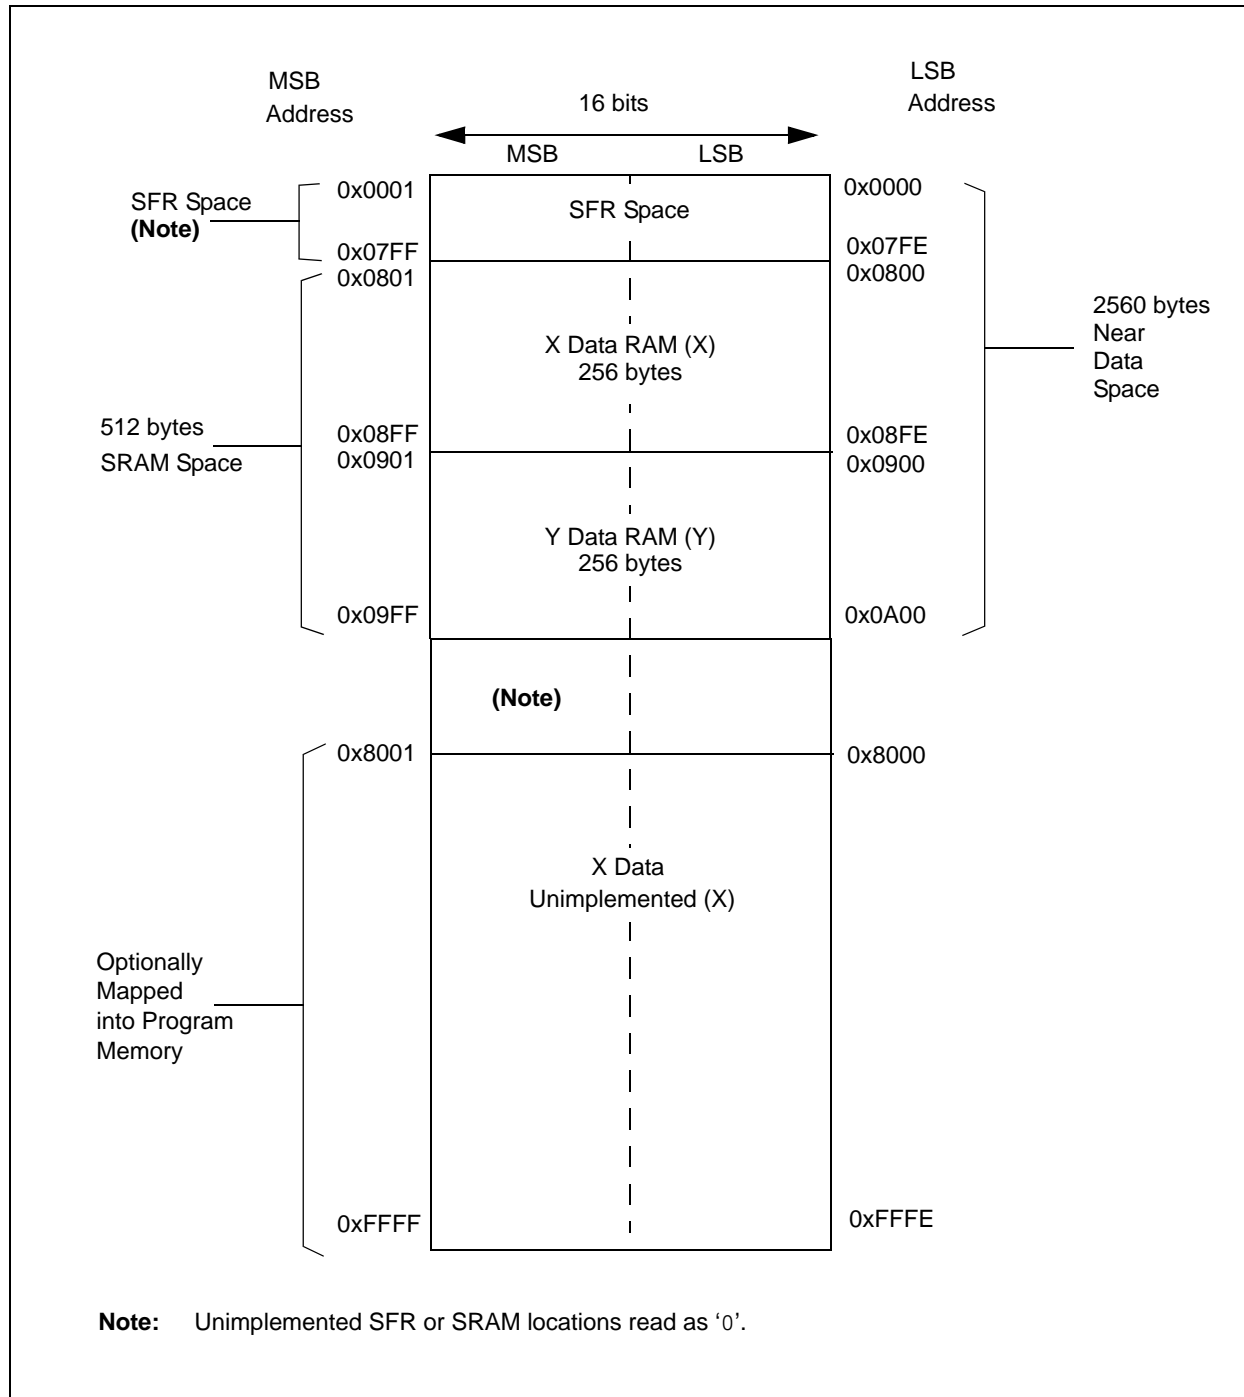 MSB
Address
LSB
Address
16 bits
MSB
LSB
SFR Space
(Note)
0x0001
SFR Space
0x0000
0x07FF
0x07FE
0x0801
0x0800
X Data RAM (X)
256 bytes
2560 bytes
Near
Data
Space
512 bytes
SRAM Space
0x08FF
0x08FE
0x0901
0x0900
Y Data RAM (Y)
256 bytes
0x09FF
0x0A00
(Note)
0x8001
0x8000
X Data
Unimplemented (X)
Optionally
Mapped
into Program
Memory
0xFFFF
0xFFFE
Note: Unimplemented SFR or SRAM locations read as ‘0’.